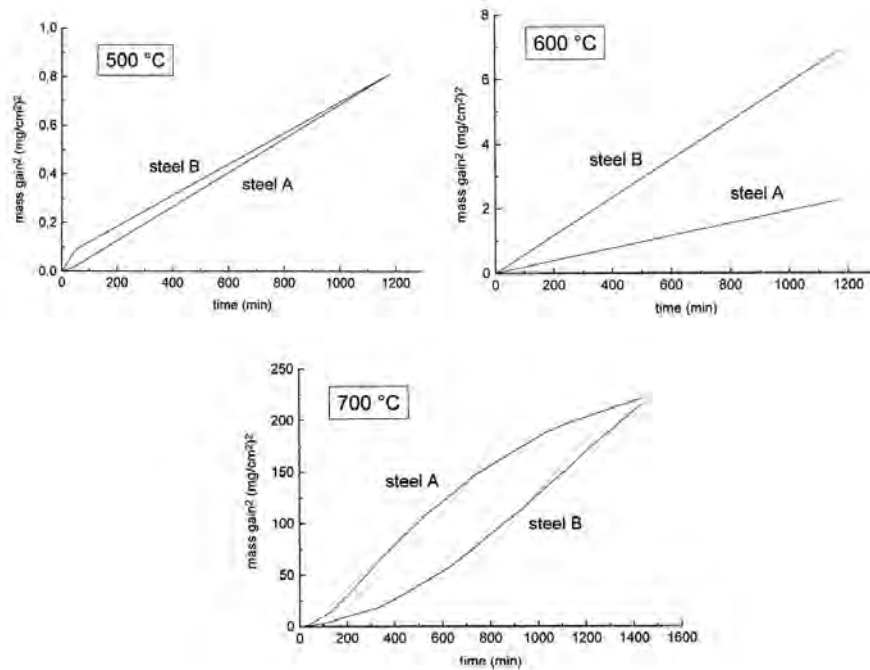 500 °C
mass gain² (mg/cm²)²
1,0
0,8
0,6
0,4
0,2
0,0
steel B
steel A
0 200 400 600 800 1000 1200
time (min)
600 °C
mass gain² (mg/cm²)²
8
6
4
2
0
steel B
steel A
0 200 400 600 800 1000 1200
time (min)
700 °C
mass gain² (mg/cm²)²
250
200
150
100
50
0
steel A
steel B
0 200 400 600 800 1000 1200 1400 1600
time (min)